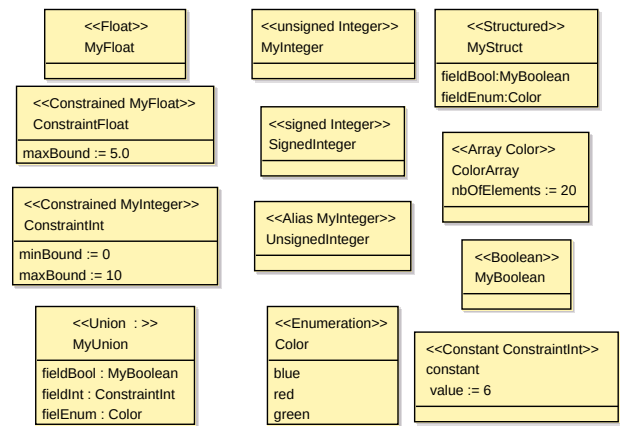 <<Float>>
MyFloat
<<unsigned Integer>>
MyInteger
<<Structured>>
MyStruct
fieldBool:MyBoolean
fieldEnum:Color
<<Constrained MyFloat>>
ConstraintFloat
maxBound := 5.0
<<signed Integer>>
SignedInteger
<<Array Color>>
ColorArray
nbOfElements := 20
<<Constrained MyInteger>>
ConstraintInt
minBound := 0
maxBound := 10
<<Alias MyInteger>>
UnsignedInteger
<<Boolean>>
MyBoolean
<<Union : >>
MyUnion
fieldBool : MyBoolean
fieldInt : ConstraintInt
fielEnum : Color
<<Enumeration>>
Color
blue
red
green
<<Constant ConstraintInt>>
constant
value := 6